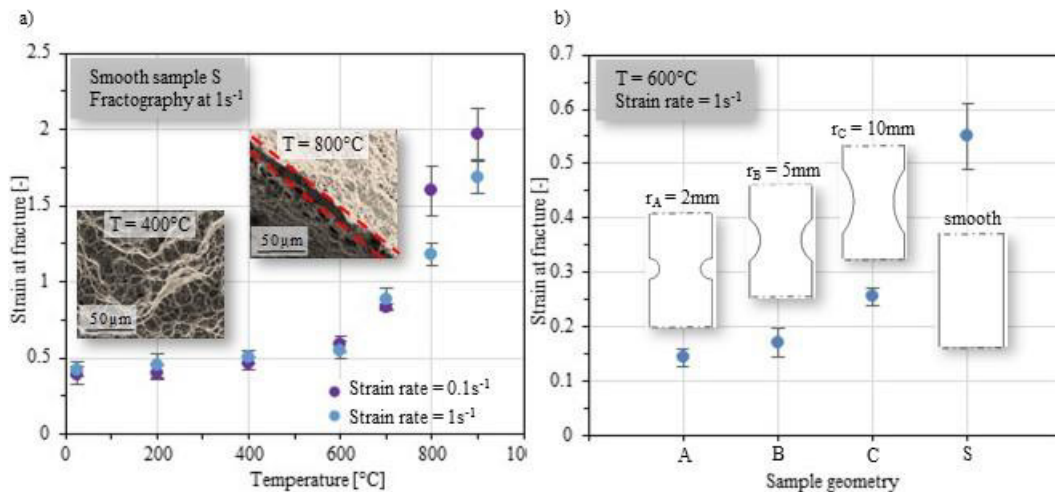 a)
2.5
2
1.5
1
0.5
0
Strain at fracture [-]
Smooth sample S
Fractography at 1s⁻¹
T = 800°C
50μm
T = 400°C
50μm
Strain rate = 0.1s⁻¹
Strain rate = 1s⁻¹
0 200 400 600 800 10
Temperature [°C]
b)
0.7
0.6
0.5
0.4
0.3
0.2
0.1
0
Strain at fracture [-]
T = 600°C
Strain rate = 1s⁻¹
r_C = 10mm
r_B = 5mm
r_A = 2mm
smooth
A B C S
Sample geometry